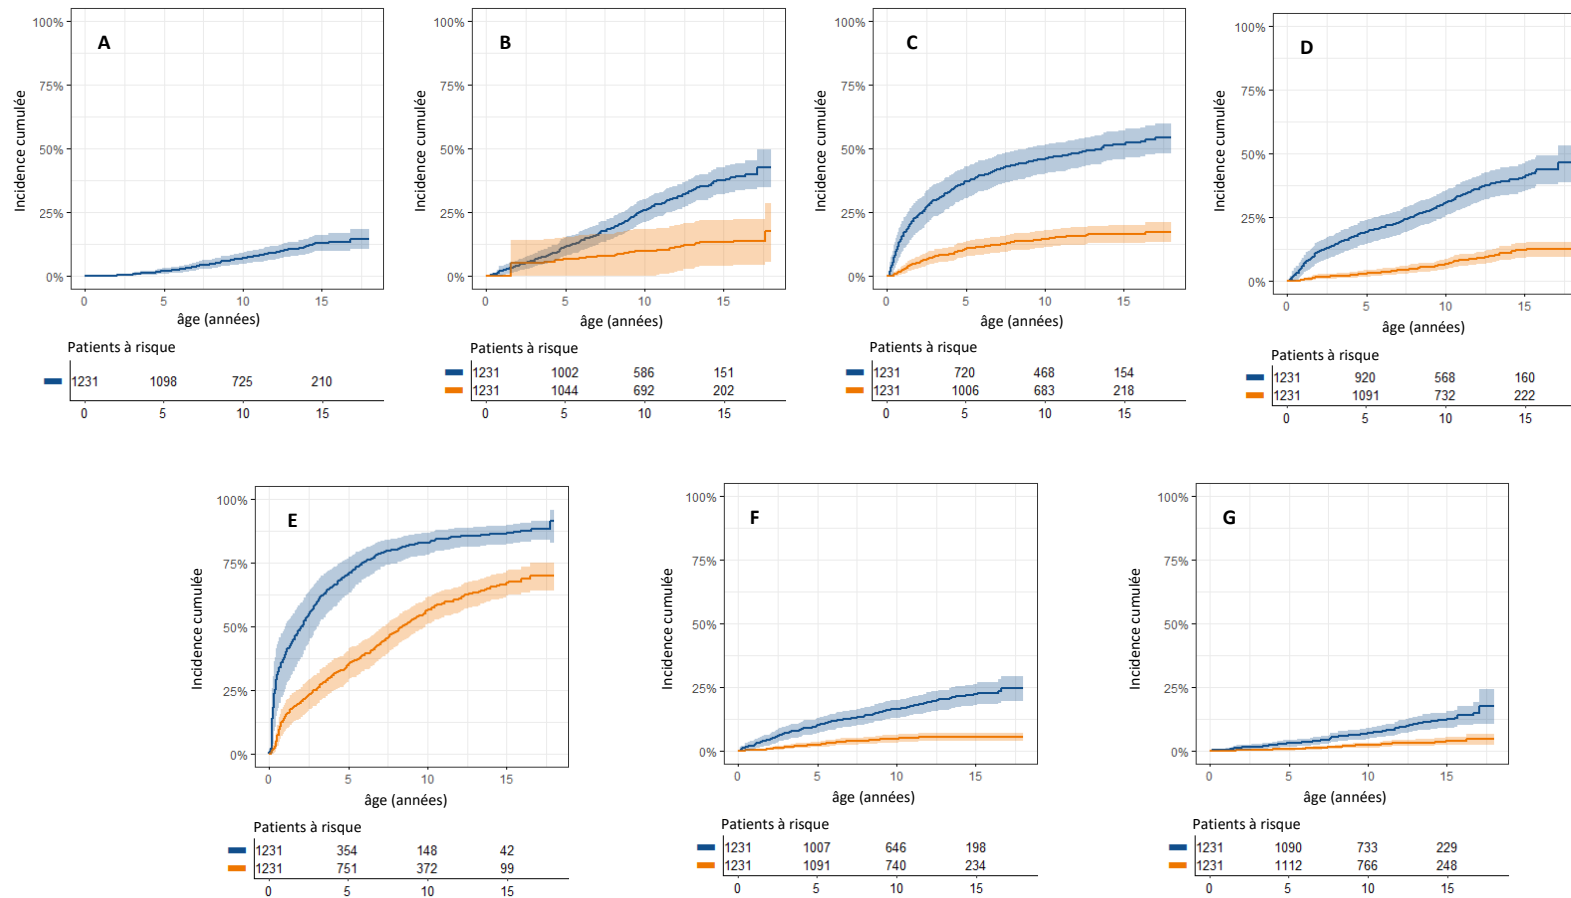 A
100%
75%
50%
25%
0%
Incidence cumulée
0 5 10 15
âge (années)
Patients à risque
1231 1098 725 210
0 5 10 15
B
100%
75%
50%
25%
0%
Incidence cumulée
0 5 10 15
âge (années)
Patients à risque
1231 1002 586 151
1231 1044 692 202
0 5 10 15
C
100%
75%
50%
25%
0%
Incidence cumulée
0 5 10 15
âge (années)
Patients à risque
1231 720 468 154
1231 1006 683 218
0 5 10 15
D
100%
75%
50%
25%
0%
Incidence cumulée
0 5 10 15
âge (années)
Patients à risque
1231 920 568 160
1231 1091 732 222
0 5 10 15
E
100%
75%
50%
25%
0%
Incidence cumulée
0 5 10 15
âge (années)
Patients à risque
1231 354 148 42
1231 751 372 99
0 5 10 15
F
100%
75%
50%
25%
0%
Incidence cumulée
0 5 10 15
âge (années)
Patients à risque
1231 1007 646 198
1231 1091 740 234
0 5 10 15
G
100%
75%
50%
25%
0%
Incidence cumulée
0 5 10 15
âge (années)
Patients à risque
1231 1090 733 229
1231 1112 766 248
0 5 10 15